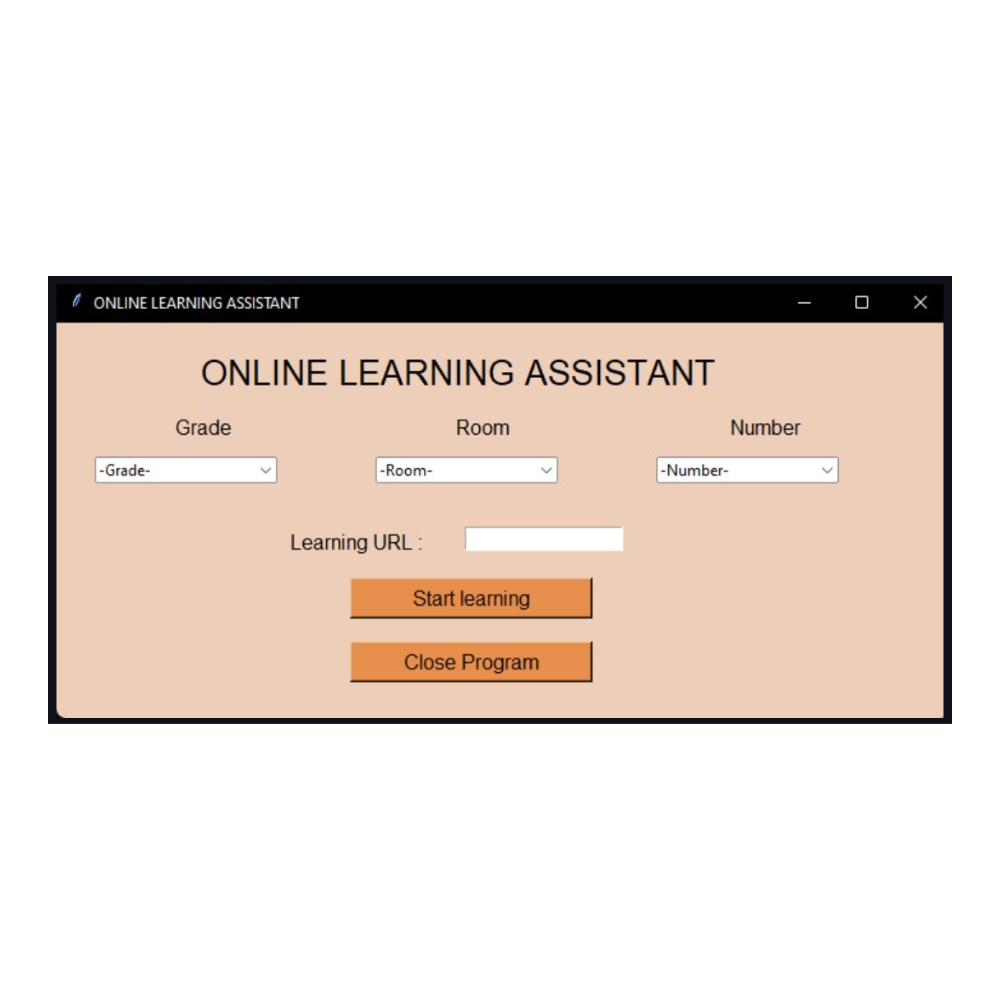 ONLINE LEARNING ASSISTANT
ONLINE LEARNING ASSISTANT
Grade Room Number
-Grade- -Room- -Number-
Learning URL :
Start learning
Close Program